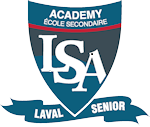 ACADEMY
ÉCOLE SECONDAIRE
LSA
LAVAL SENIOR